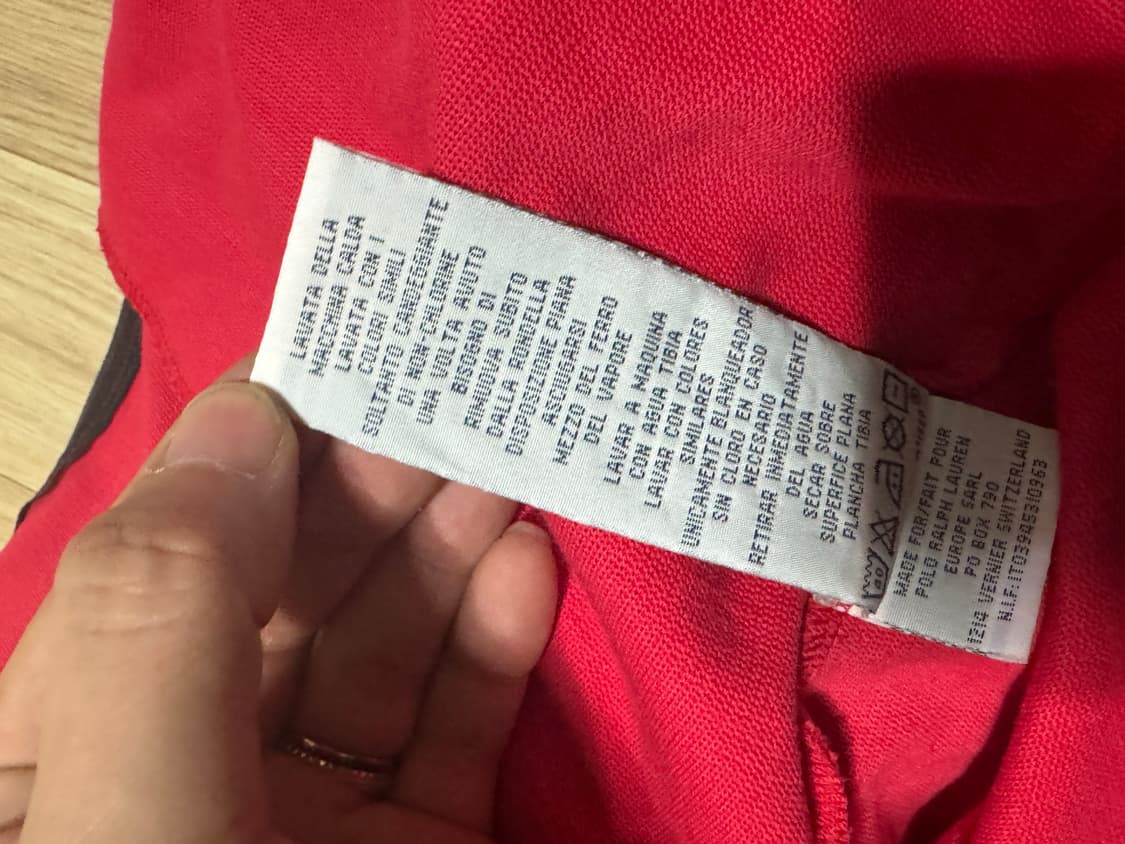 LAVATA DELLA
MACCHINA CALDA
LAVATA CON I
COLORI SIMILI
SOLTANTO CANDEGGIANTE
DI NON CHLORINE
UNA VOLTA AVUTO
BISOGNO DI
RIMUOVA SUBITO
DALLA RONDELLA
DISPOSIZIONE PIANA
ASCIUGARSI
MEZZO DEL FERRO
DEL VAPORE
LAVAR A MAQUINA
CON AGUA TIBIA
LAVAR CON COLORES
SIMILARES
UNICAMENTE BLANQUEADOR
SIN CLORO EN CASO
NECESARIO
RETIRAR INMEDIATAMENTE
DEL AGUA
SECAR SOBRE
SUPERFICE PLANA
PLANCHA TIBIA
MADE FOR/FAIT POUR
POLO RALPH LAUREN
EUROPE SARL
PO BOX 790
1214 VERNIER SWITZERLAND
N.I.F:IT03945310963